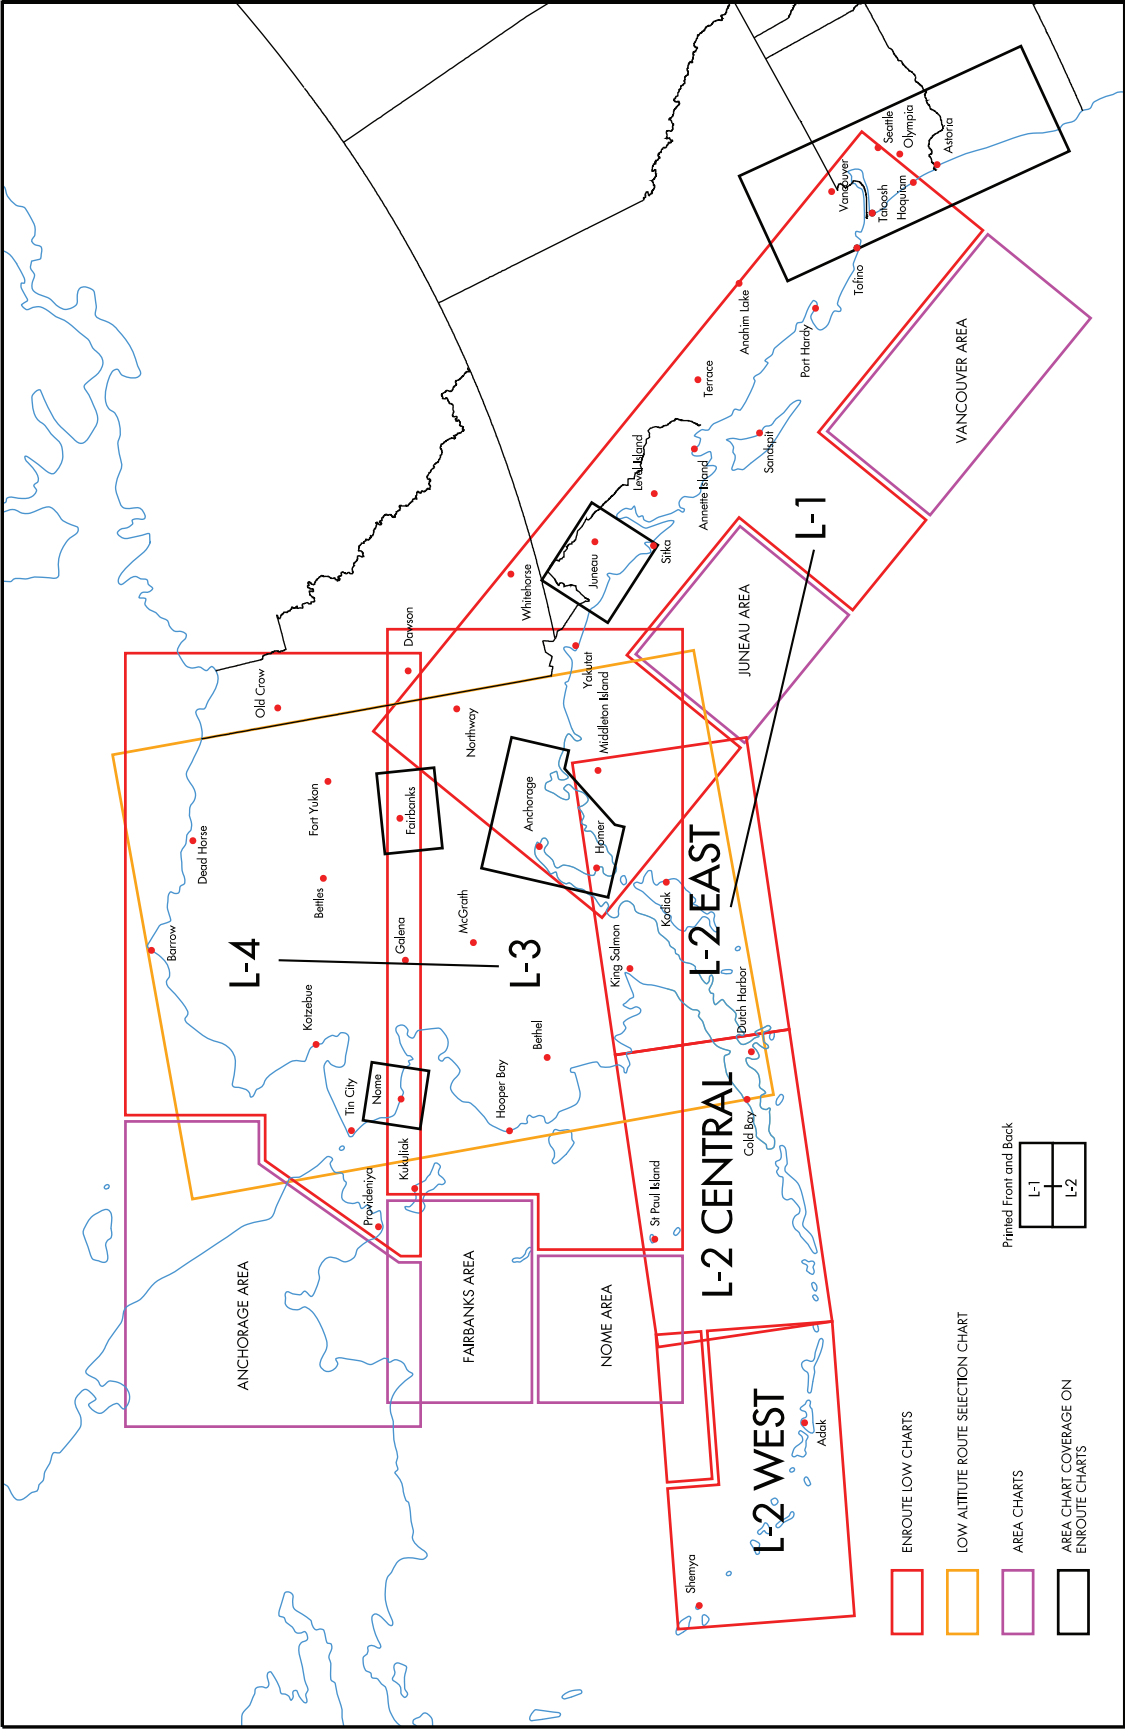 Barrow
Dead Horse
Old Crow
L-4
Kotzebue
Bettles
Fort Yukon
ANCHORAGE AREA
Tin City
Provideniya
Nome
Kukuliak
Galena
Fairbanks
Dawson
FAIRBANKS AREA
McGrath
Northway
Hooper Bay
L-3
Bethel
Anchorage
Whitehorse
NOME AREA
Homer
Middleton Island
Yakutat
Juneau
King Salmon
St Paul Island
Kodiak
Sitka
Level Island
L-2 EAST
L-2 CENTRAL
Shemya
Annette Island
Terrace
Dutch Harbor
Cold Bay
JUNEAU AREA
Anahim Lake
L-2 WEST
Sandspit
L-1
Port Hardy
Adak
Vancouver
Tofino
Tatoosh
Seattle
Hoquiam
Olympia
Astoria
VANCOUVER AREA
ENROUTE LOW CHARTS
LOW ALTITUDE ROUTE SELECTION CHART
AREA CHARTS
AREA CHART COVERAGE ON
ENROUTE CHARTS
Printed Front and Back
L-1
L-2